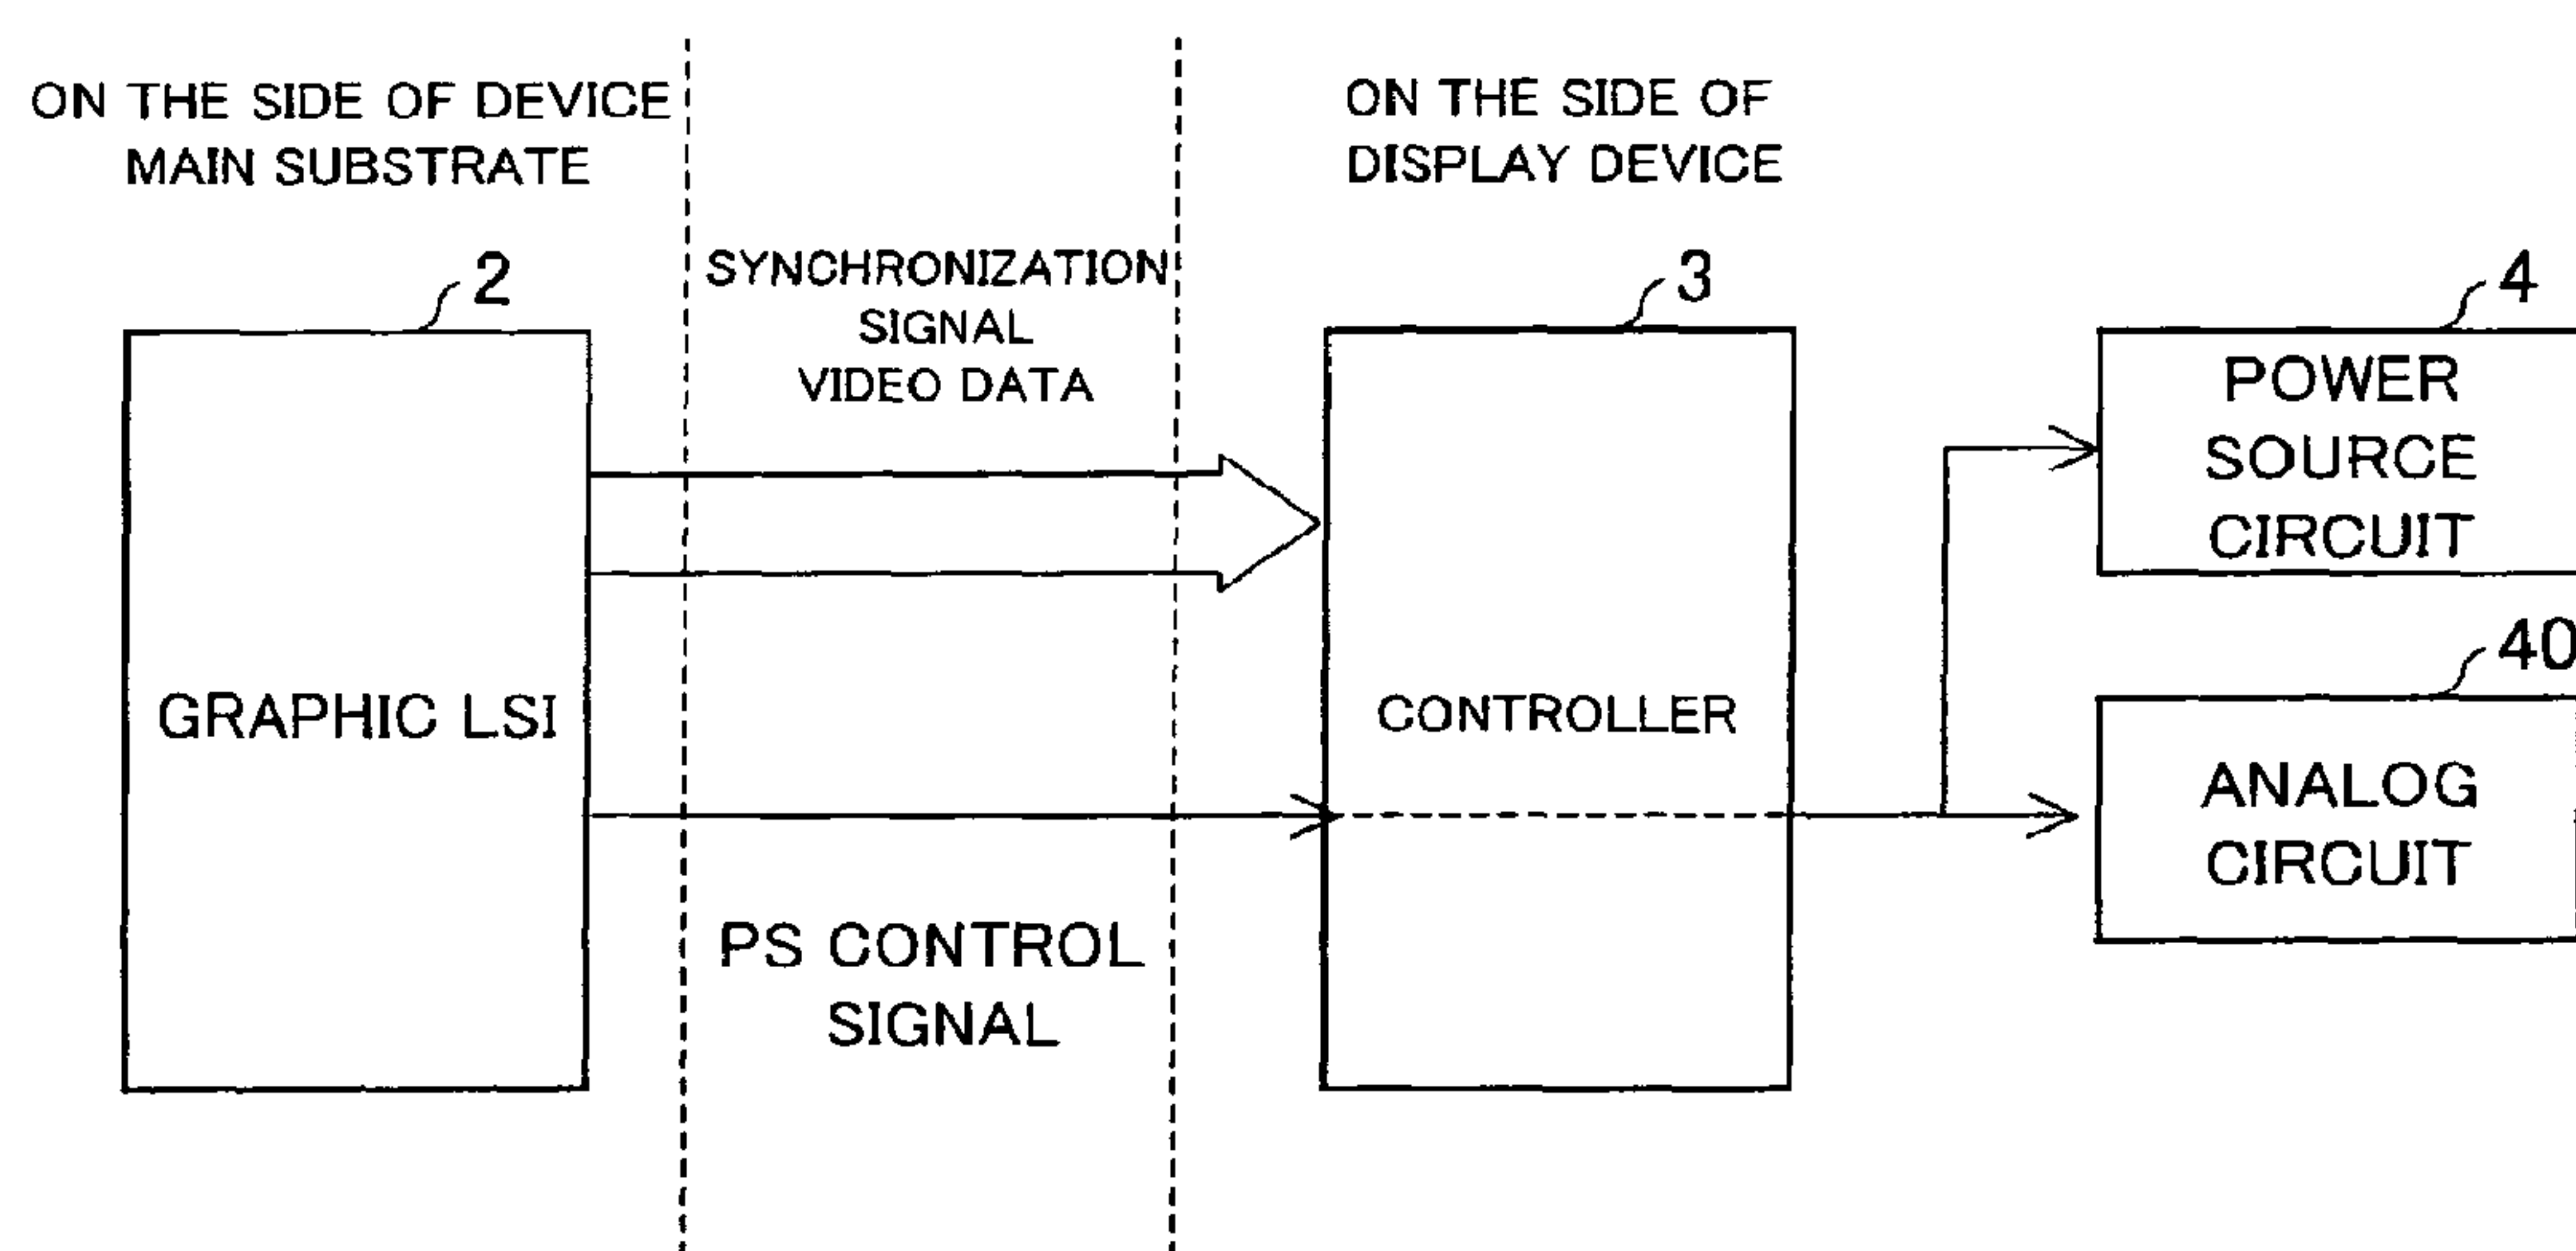 ON THE SIDE OF DEVICE
MAIN SUBSTRATE
ON THE SIDE OF
DISPLAY DEVICE
2
SYNCHRONIZATION
SIGNAL
VIDEO DATA
3
4
POWER
SOURCE
CIRCUIT
40
GRAPHIC LSI
CONTROLLER
ANALOG
CIRCUIT
PS CONTROL
SIGNAL